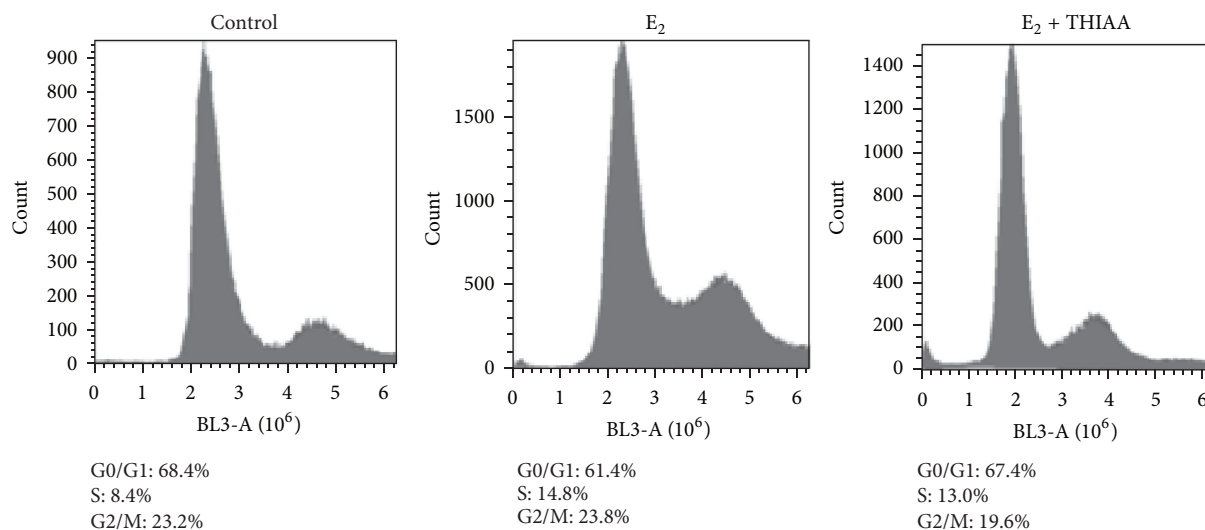 Control
900
800
700
600
500
400
300
200
100
0
Count
0 1 2 3 4 5 6
BL3-A (10⁶)
G0/G1: 68.4%
S: 8.4%
G2/M: 23.2%
E₂
1500
1000
500
0
Count
0 1 2 3 4 5 6
BL3-A (10⁶)
G0/G1: 61.4%
S: 14.8%
G2/M: 23.8%
E₂ + THIAA
1400
1200
1000
800
600
400
200
0
Count
0 1 2 3 4 5 6
BL3-A (10⁶)
G0/G1: 67.4%
S: 13.0%
G2/M: 19.6%